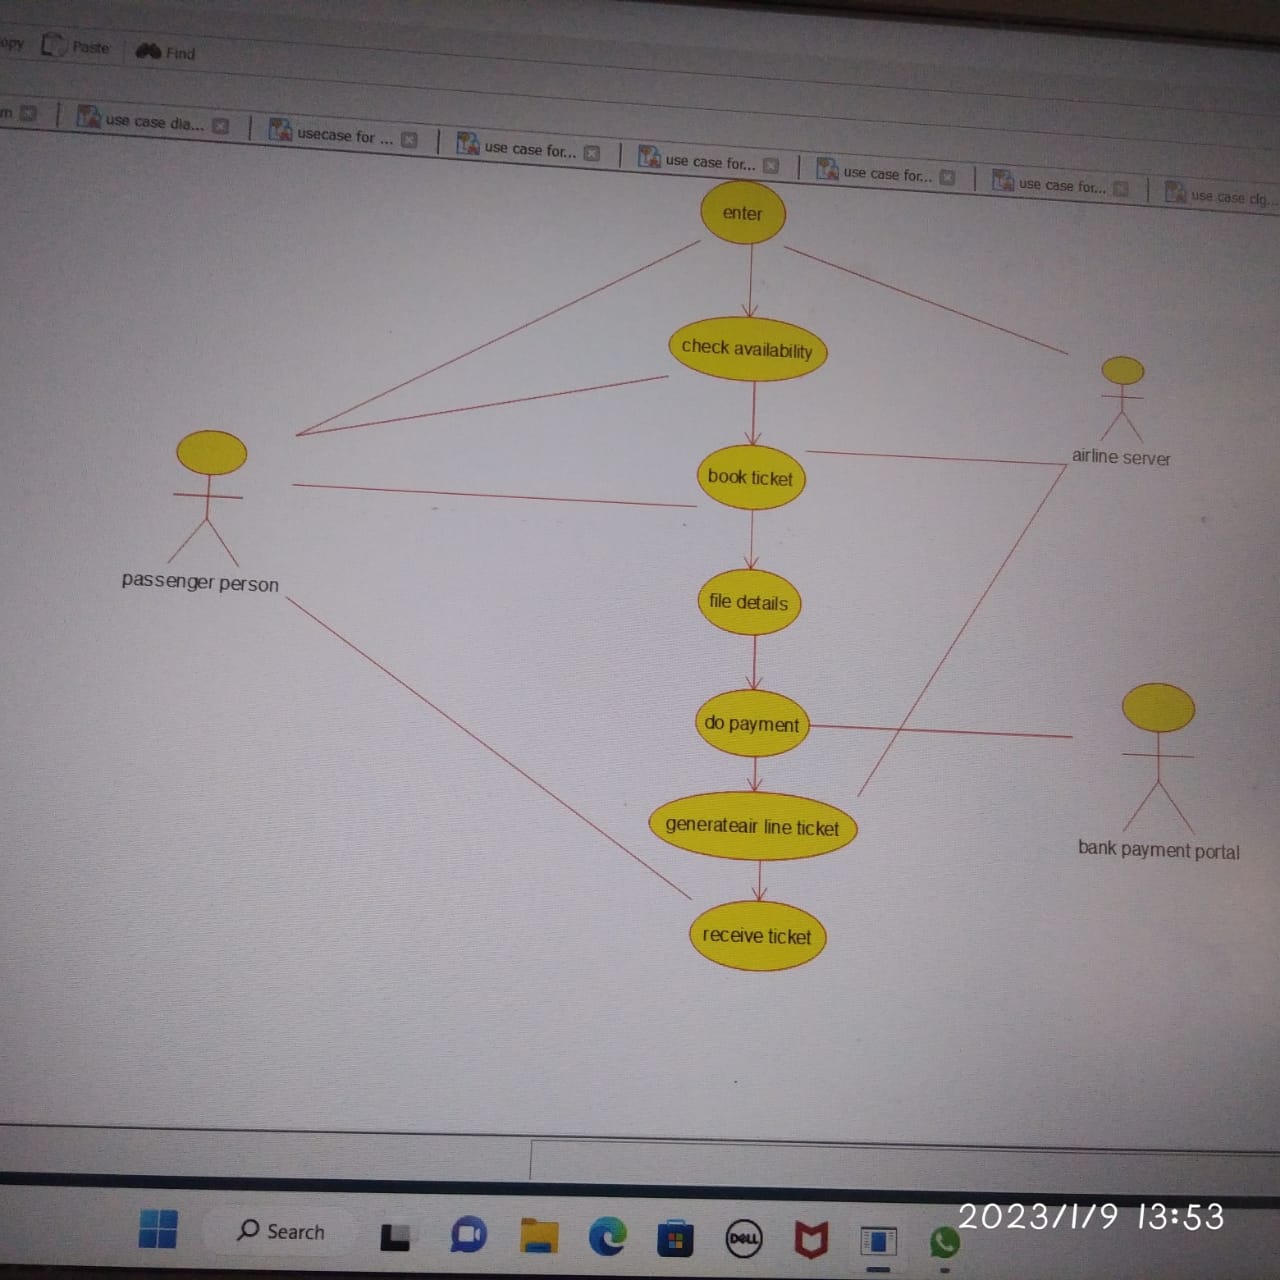 opy Paste Find
m use case dia... usecase for ... use case for... use case for... use case for... use case for... use case clg...
enter
check availability
airline server
book ticket
passenger person
file details
do payment
generateair line ticket
bank payment portal
receive ticket
2023/1/9 13:53
Search
DELL